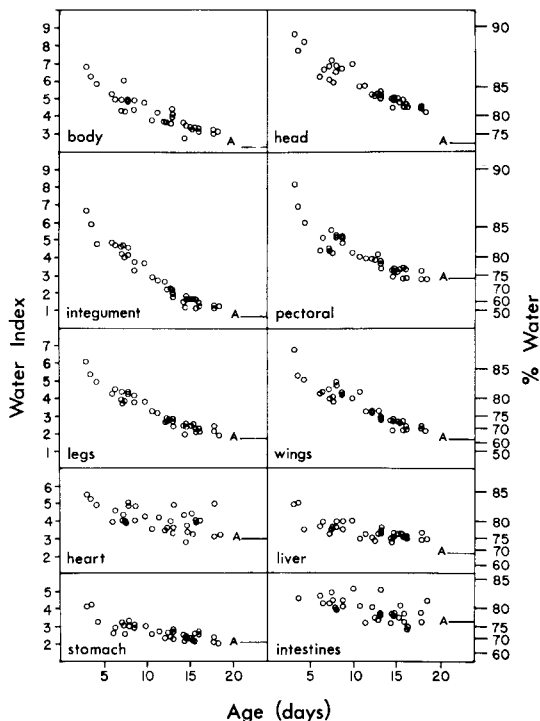 9
8
7
6
5
4
3
body
A
head
A
90
85
80
75
9
8
7
6
5
4
3
2
1
integument
A
pectoral
A
90
85
80
75
70
60
50
Water Index
% Water
7
6
5
4
3
2
1
legs
A
wings
A
85
80
75
70
60
50
6
5
4
3
heart
A
liver
A
85
80
75
70
60
5
4
3
2
stomach
A
intestines
A
85
80
75
70
60
5 10 15 20
5 10 15 20
Age (days)